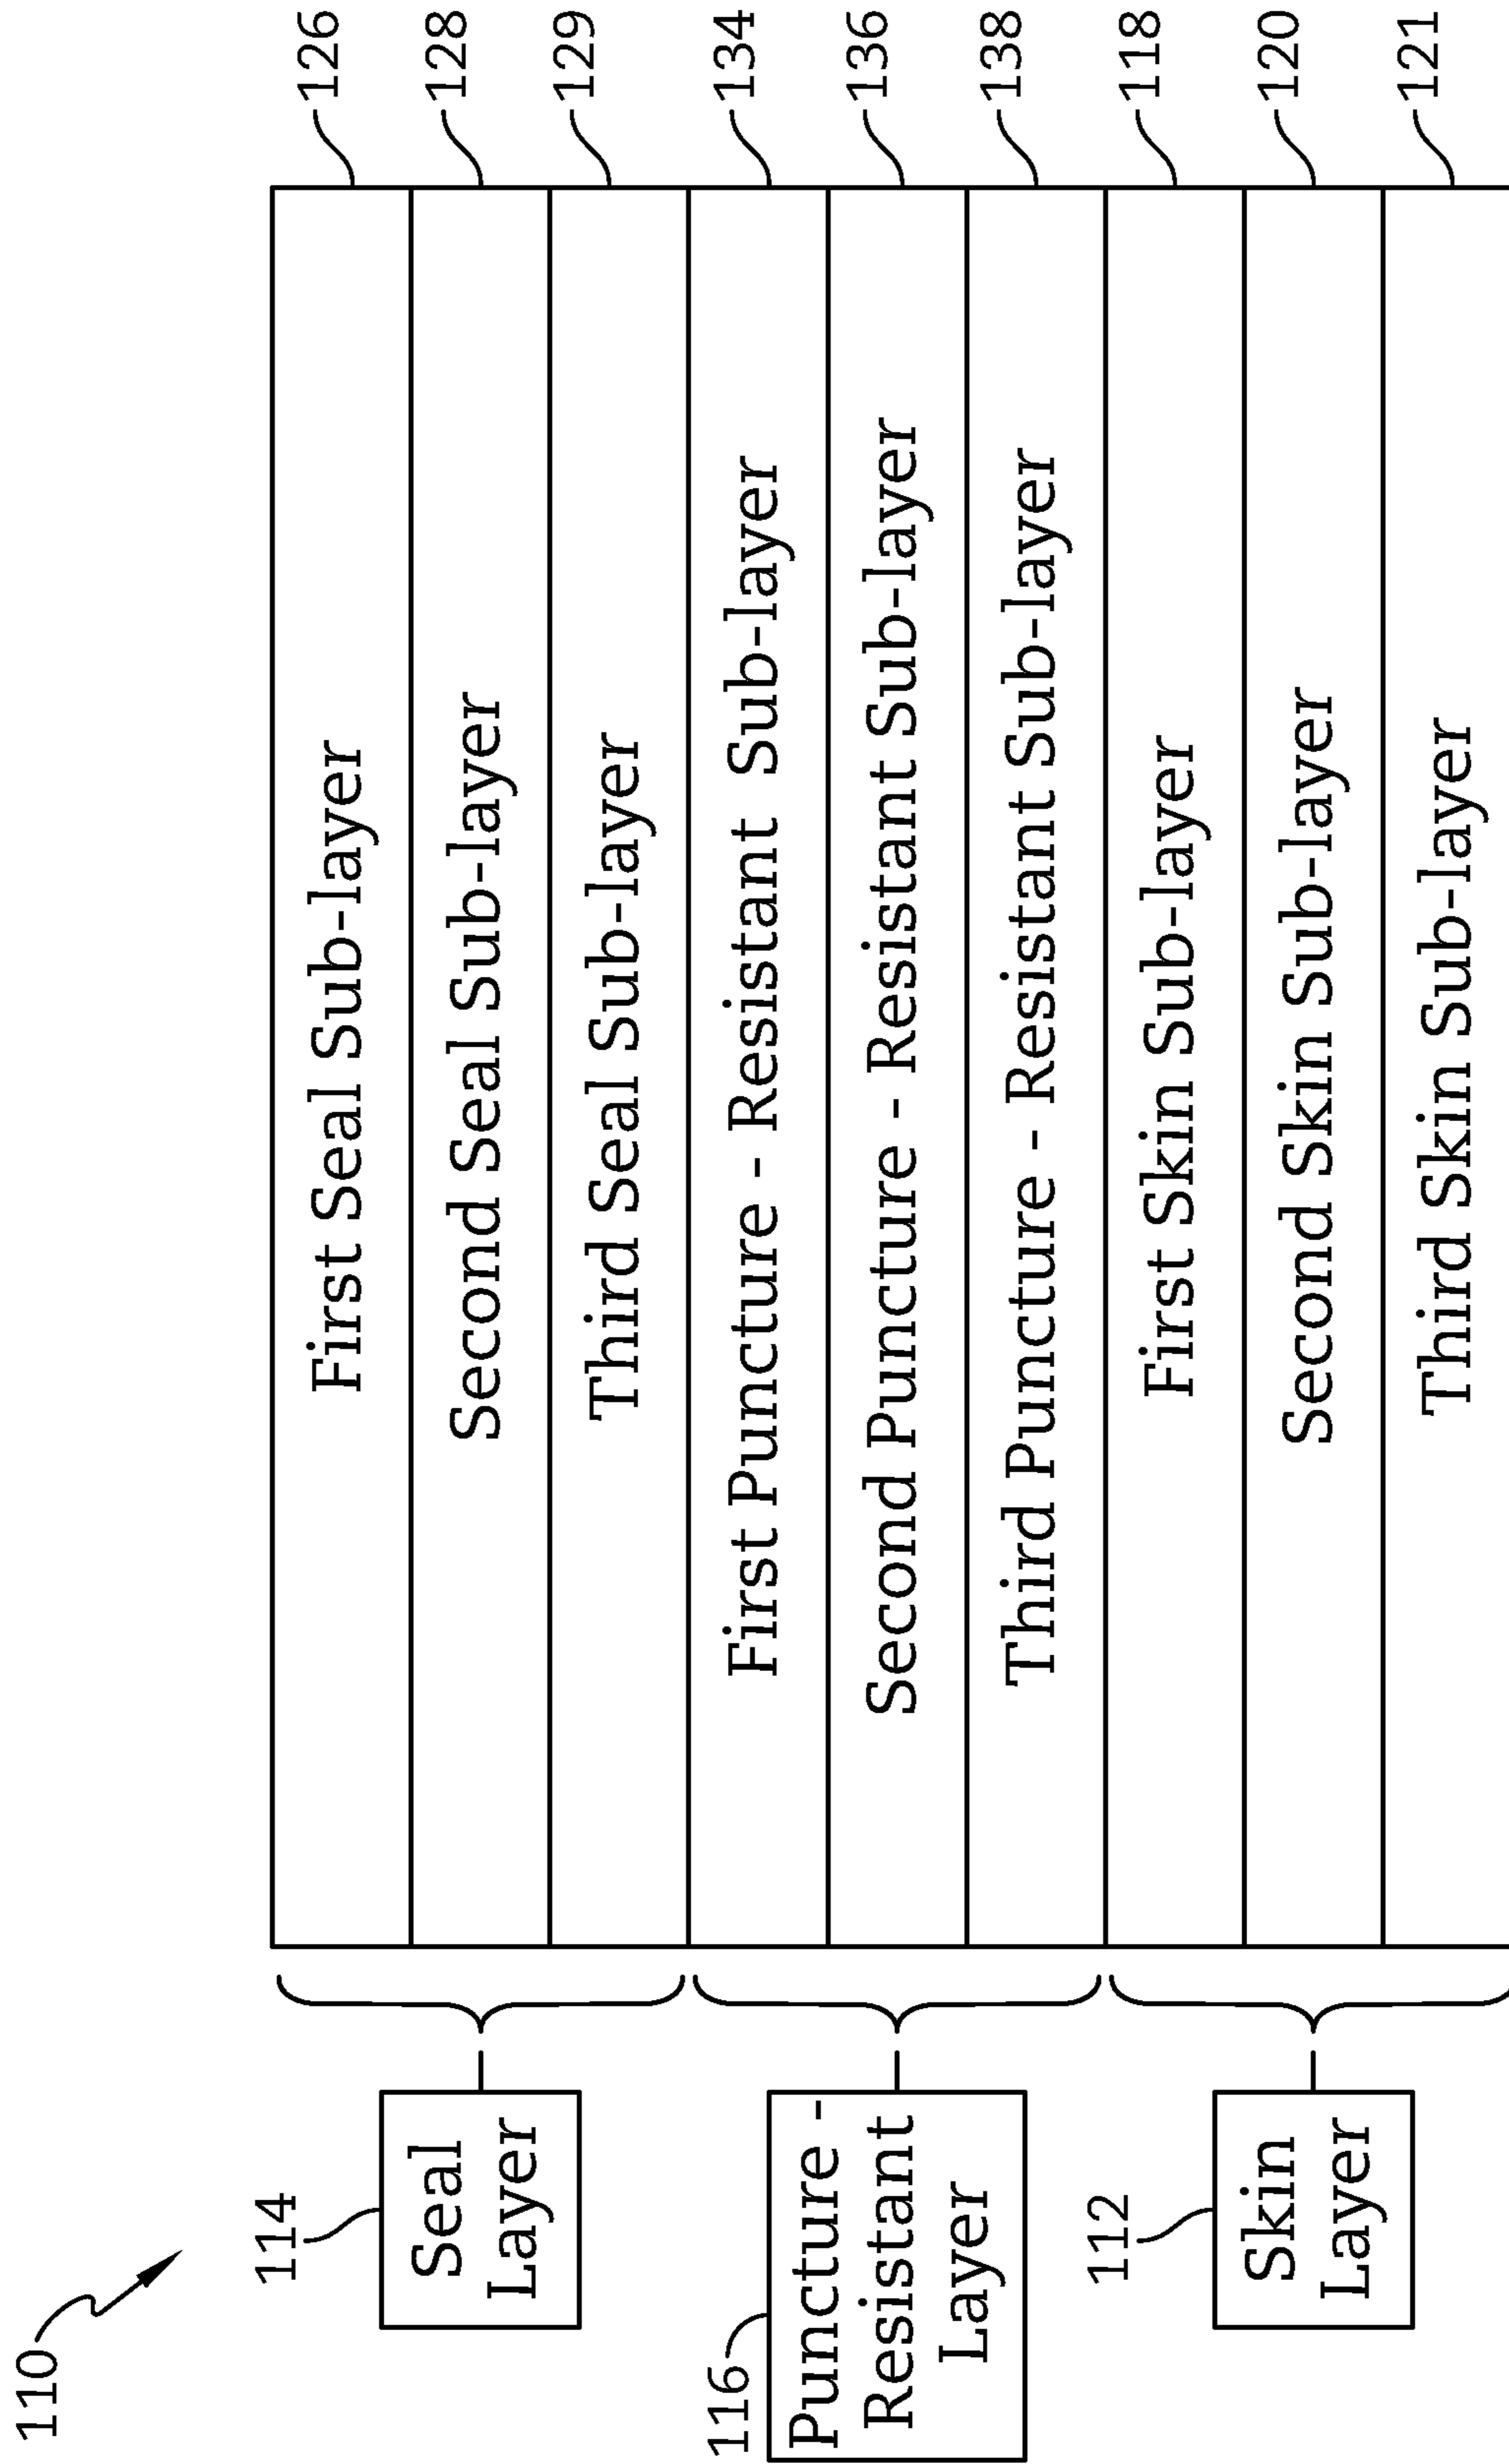 110
114
Seal
Layer
116
Puncture -
Resistant
Layer
112
Skin
Layer
First Seal Sub-layer
126
Second Seal Sub-layer
128
Third Seal Sub-layer
129
First Puncture - Resistant Sub-layer
134
Second Puncture - Resistant Sub-layer
136
Third Puncture - Resistant Sub-layer
138
First Skin Sub-layer
118
Second Skin Sub-layer
120
Third Skin Sub-layer
121